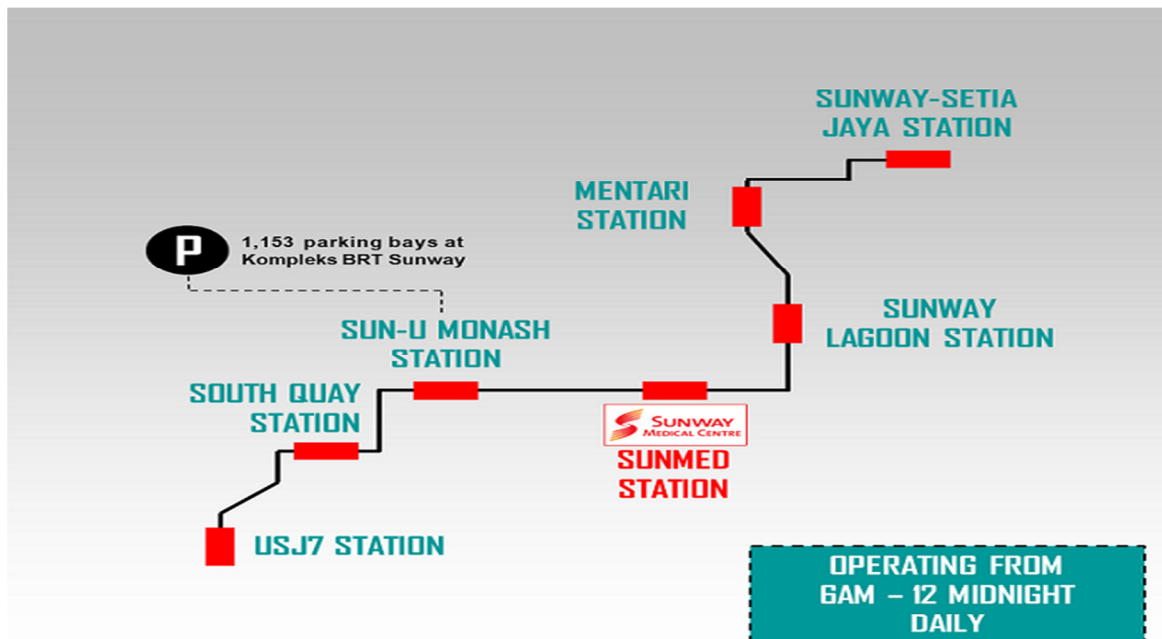 SUNWAY-SETIA
JAYA STATION
MENTARI
STATION
P
1,153 parking bays at
Kompleks BRT Sunway
SUNWAY
LAGOON STATION
SUN-U MONASH
STATION
SOUTH QUAY
STATION
SUNWAY
MEDICAL CENTRE
SUNMED
STATION
USJ7 STATION
OPERATING FROM
6AM – 12 MIDNIGHT
DAILY